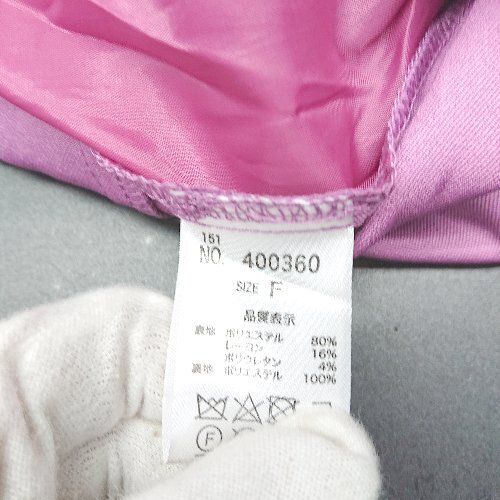 151
NO. 400360
SIZE F
品質表示
表地 ポリエステル 80%
レーヨン 16%
ポリウレタン 4%
裏地 ポリエステル 100%
F